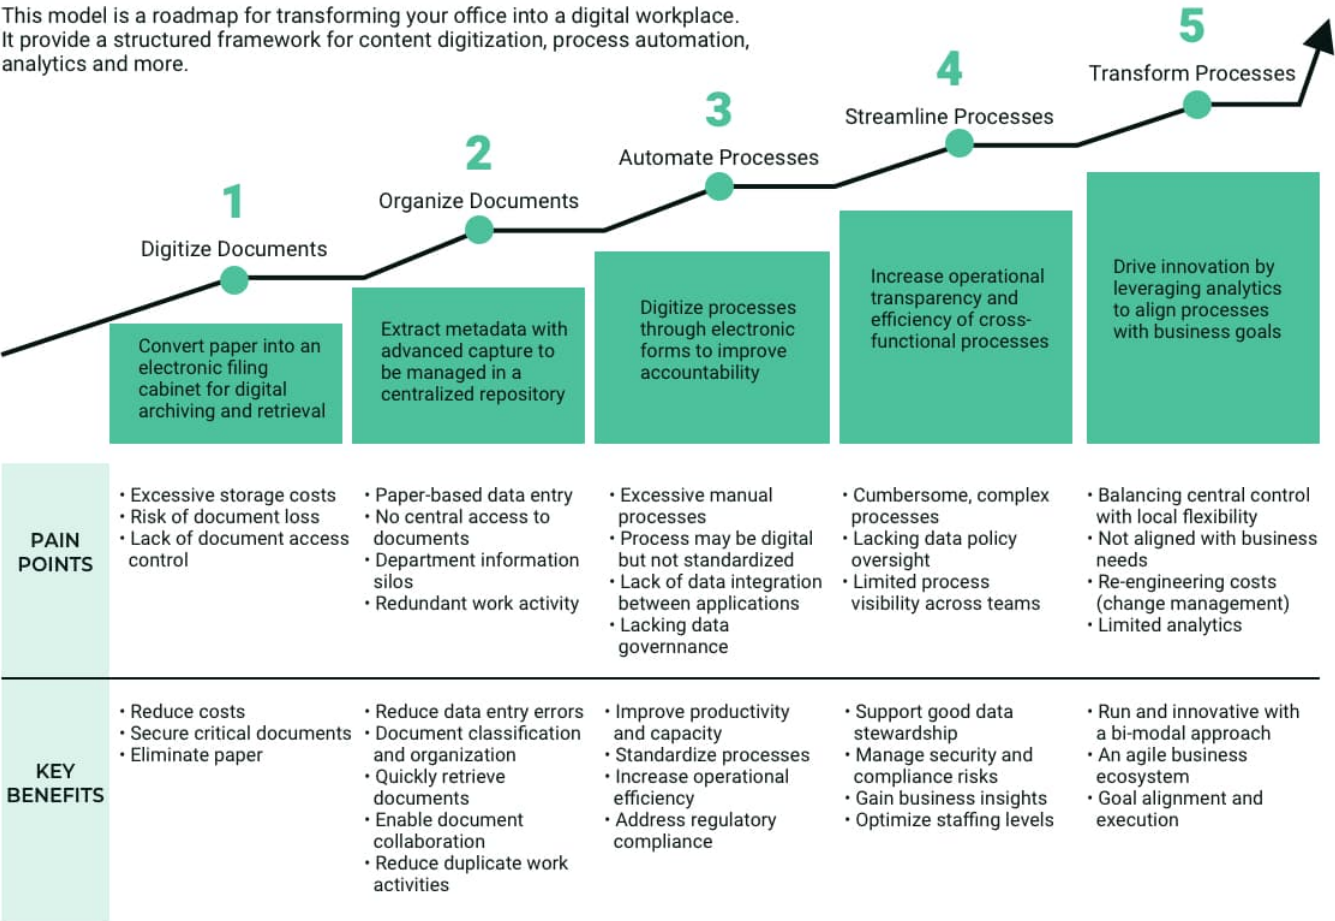 This model is a roadmap for transforming your office into a digital workplace.
It provide a structured framework for content digitization, process automation,
analytics and more.
1
Digitize Documents
2
Organize Documents
3
Automate Processes
4
Streamline Processes
5
Transform Processes
Convert paper into an
electronic filing
cabinet for digital
archiving and retrieval
Extract metadata with
advanced capture to
be managed in a
centralized repository
Digitize processes
through electronic
forms to improve
accountability
Increase operational
transparency and
efficiency of cross-
functional processes
Drive innovation by
leveraging analytics
to align processes
with business goals
PAIN
POINTS
• Excessive storage costs
• Risk of document loss
• Lack of document access
control
• Paper-based data entry
• No central access to
documents
• Department information
silos
• Redundant work activity
• Excessive manual
processes
• Process may be digital
but not standardized
• Lack of data integration
between applications
• Lacking data
governnance
• Cumbersome, complex
processes
• Lacking data policy
oversight
• Limited process
visibility across teams
• Balancing central control
with local flexibility
• Not aligned with business
needs
• Re-engineering costs
(change management)
• Limited analytics
KEY
BENEFITS
• Reduce costs
• Secure critical documents
• Eliminate paper
• Reduce data entry errors
• Document classification
and organization
• Quickly retrieve
documents
• Enable document
collaboration
• Reduce duplicate work
activities
• Improve productivity
and capacity
• Standardize processes
• Increase operational
efficiency
• Address regulatory
compliance
• Support good data
stewardship
• Manage security and
compliance risks
• Gain business insights
• Optimize staffing levels
• Run and innovative with
a bi-modal approach
• An agile business
ecosystem
• Goal alignment and
execution